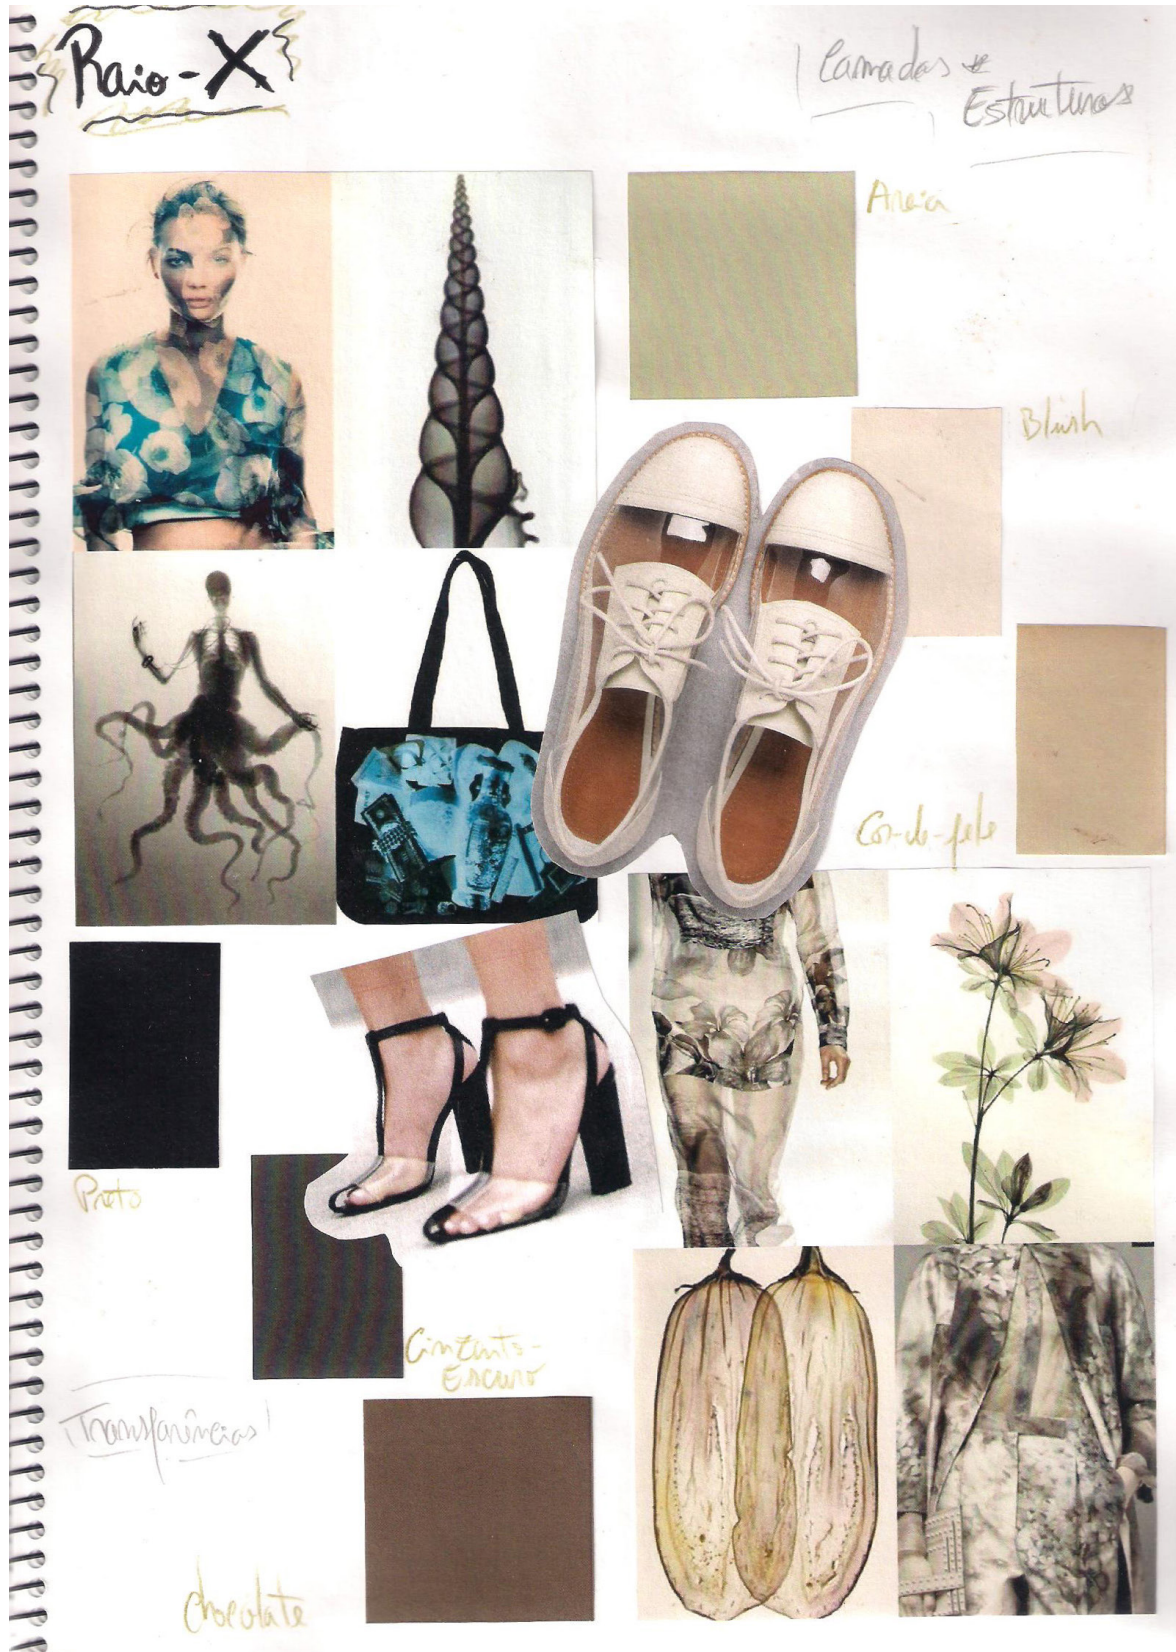 Raio-X
Camadas e
Estruturas
Areia
Blush
Cor-de-pele
Preto
Cinzento-
Escuro
Transparências
chocolate